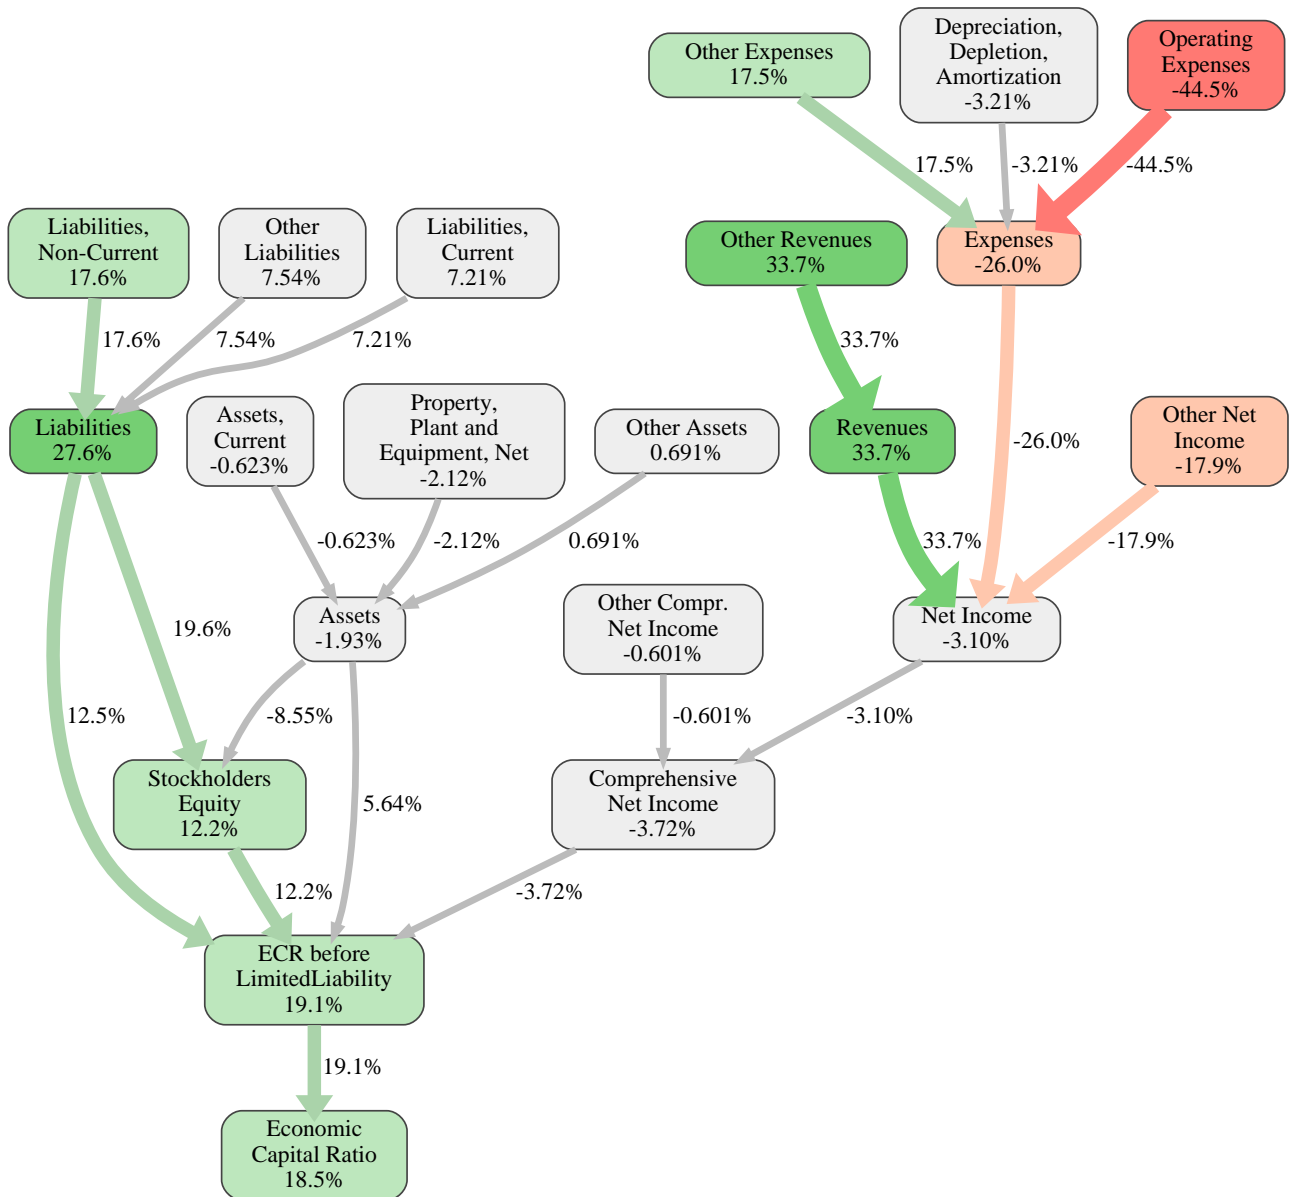 Other Expenses
17.5%
Depreciation,
Depletion,
Amortization
-3.21%
Operating
Expenses
-44.5%
17.5%
-3.21%
-44.5%
Liabilities,
Non-Current
17.6%
Other
Liabilities
7.54%
Liabilities,
Current
7.21%
Other Revenues
33.7%
Expenses
-26.0%
17.6%
7.54%
7.21%
33.7%
-26.0%
Liabilities
27.6%
Assets,
Current
-0.623%
Property,
Plant and
Equipment, Net
-2.12%
Other Assets
0.691%
Revenues
33.7%
Other Net
Income
-17.9%
-0.623%
-2.12%
0.691%
33.7%
-17.9%
19.6%
Assets
-1.93%
Other Compr.
Net Income
-0.601%
Net Income
-3.10%
12.5%
-8.55%
-0.601%
-3.10%
Stockholders
Equity
12.2%
5.64%
Comprehensive
Net Income
-3.72%
12.2%
-3.72%
ECR before
LimitedLiability
19.1%
19.1%
Economic
Capital Ratio
18.5%